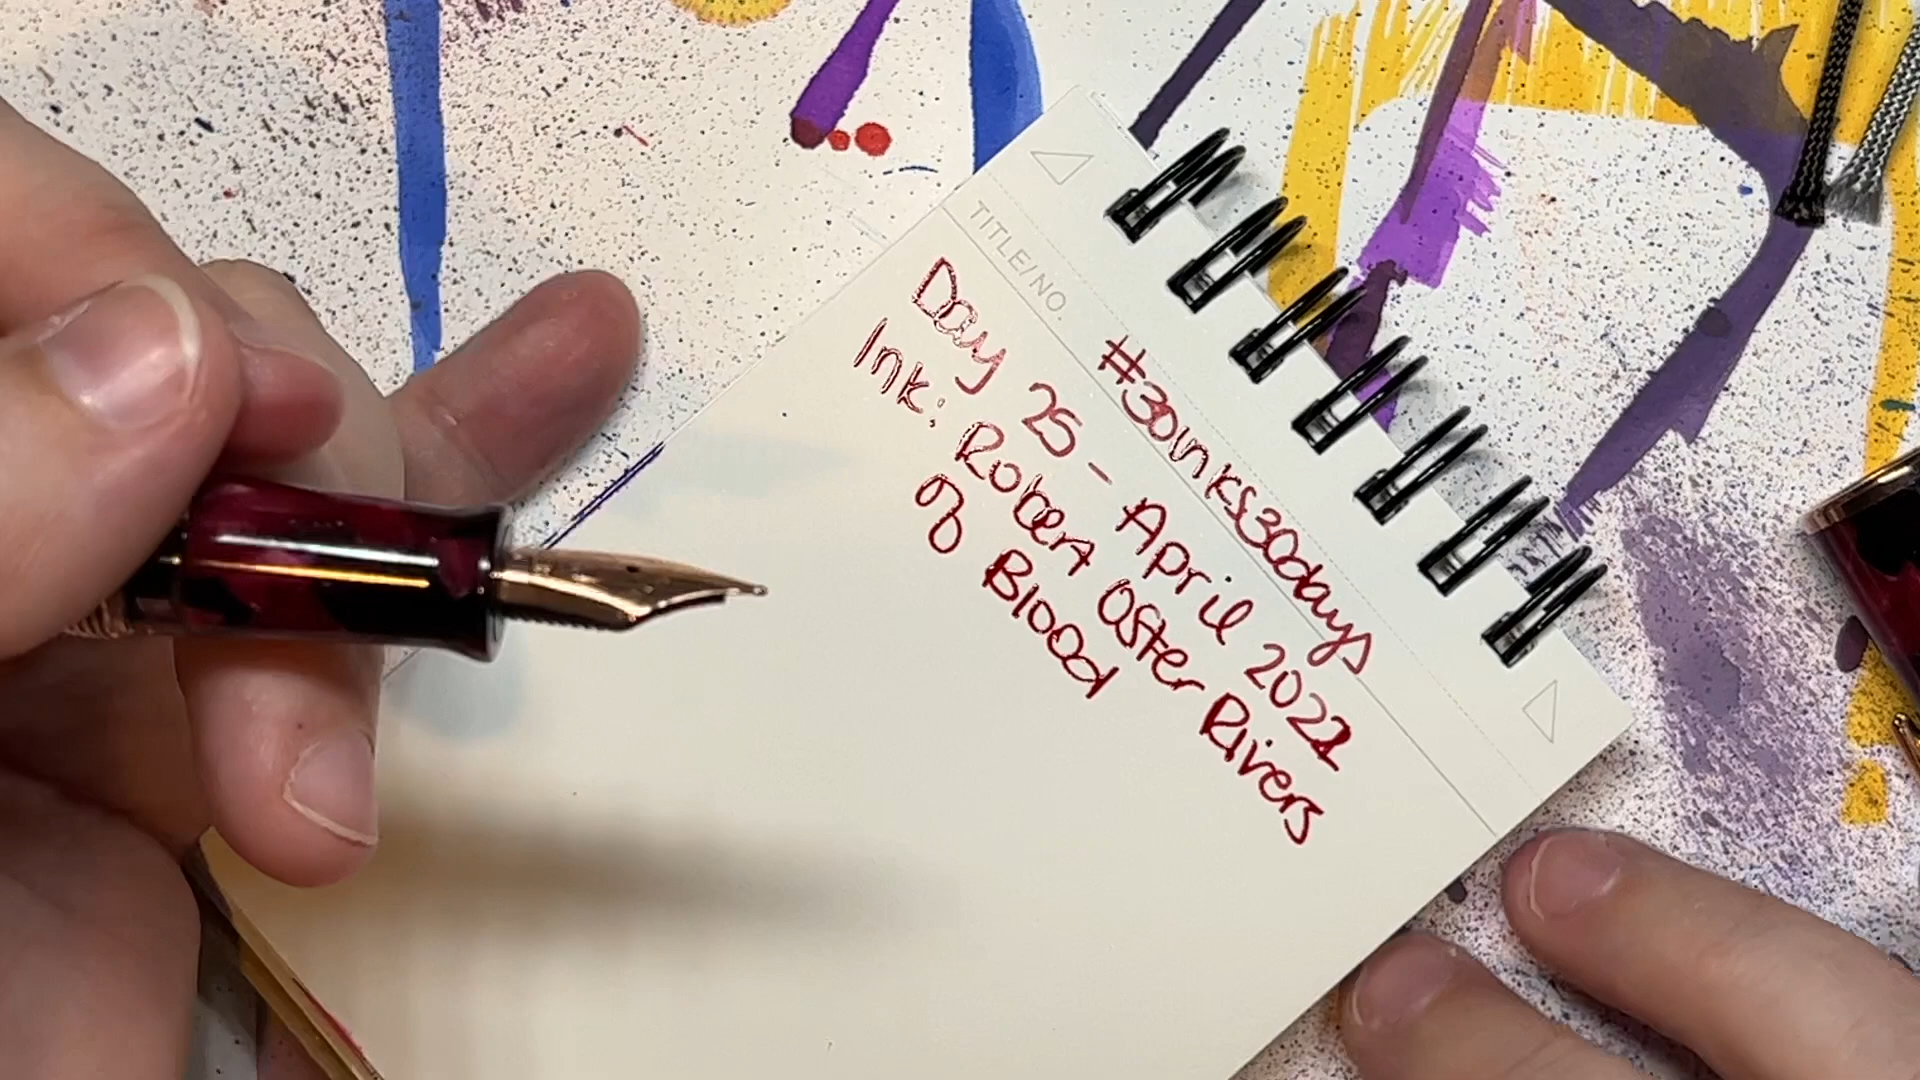 TITLE/NO.
#30inks30days
Day 25 - April 2022
Ink: Robert Oster Rivers
of Blood